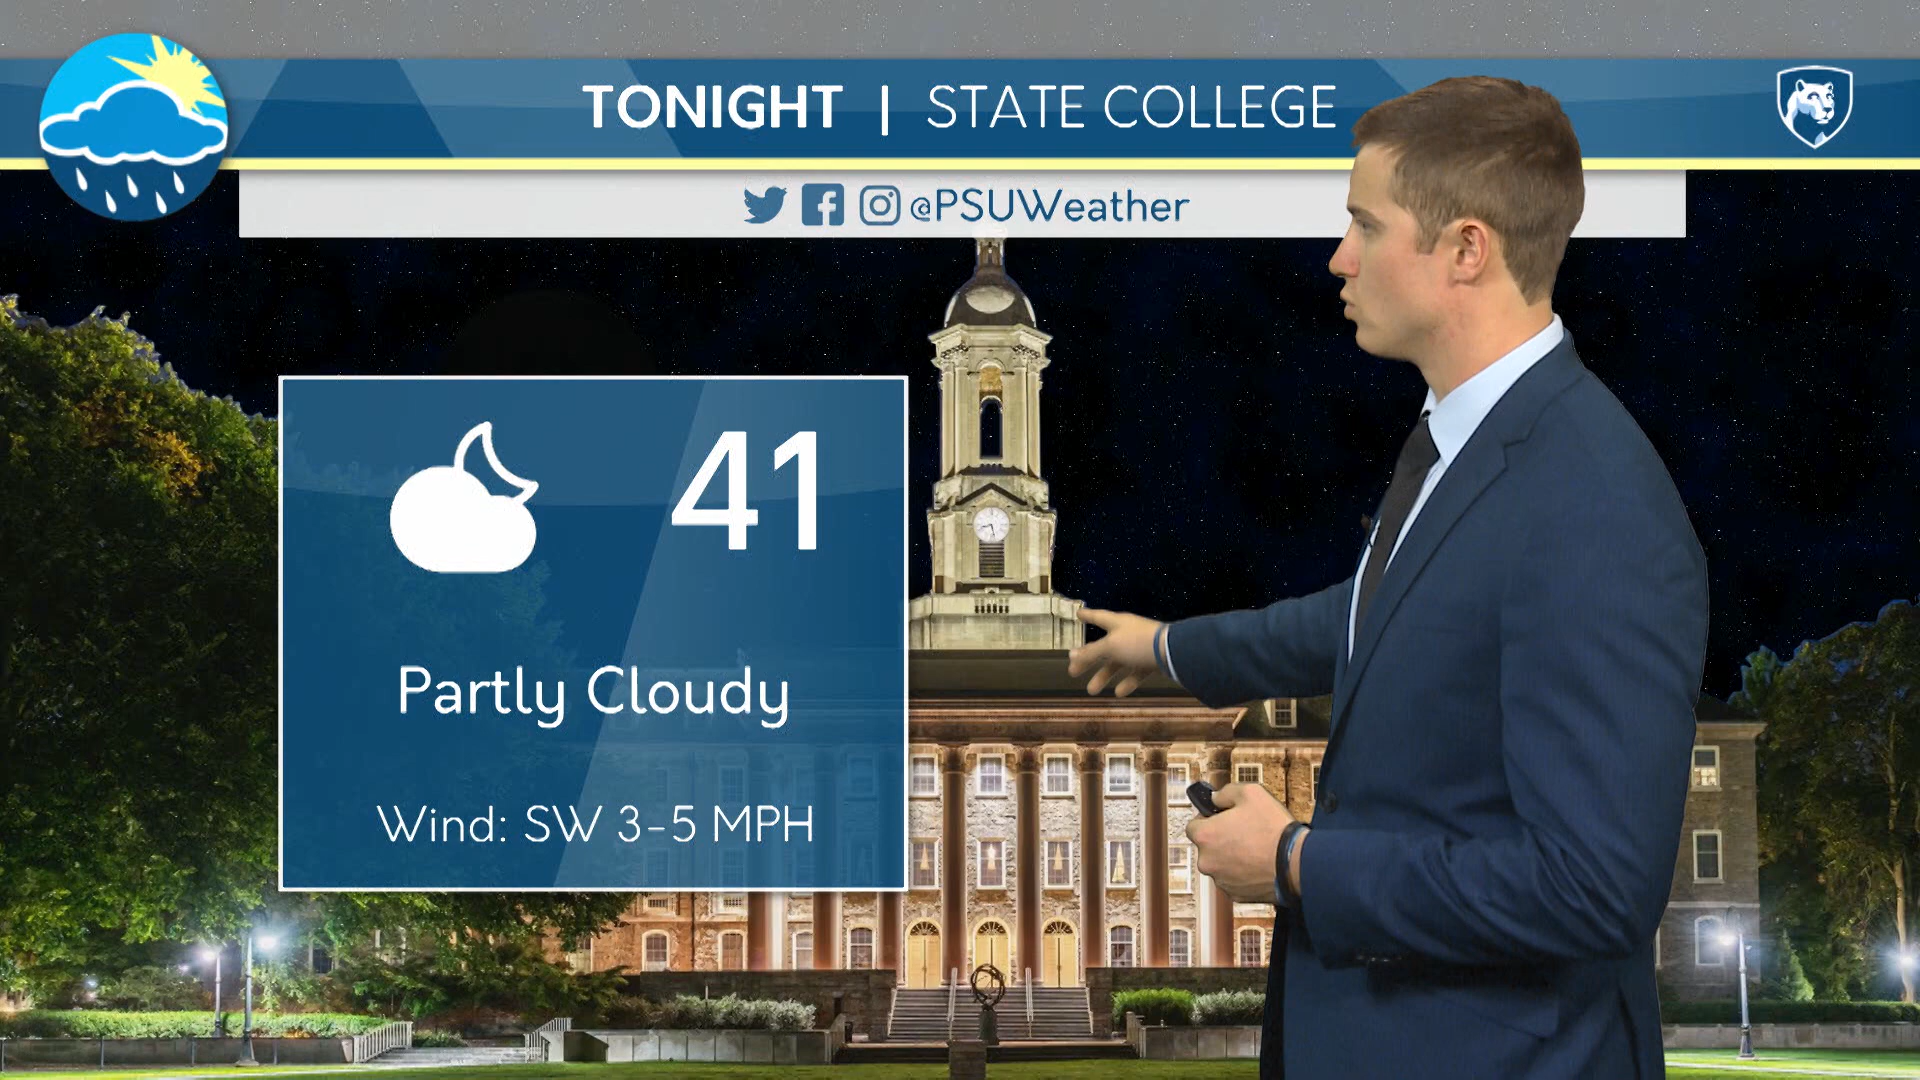 TONIGHT | STATE COLLEGE
@PSUWeather
41
Partly Cloudy
Wind: SW 3-5 MPH